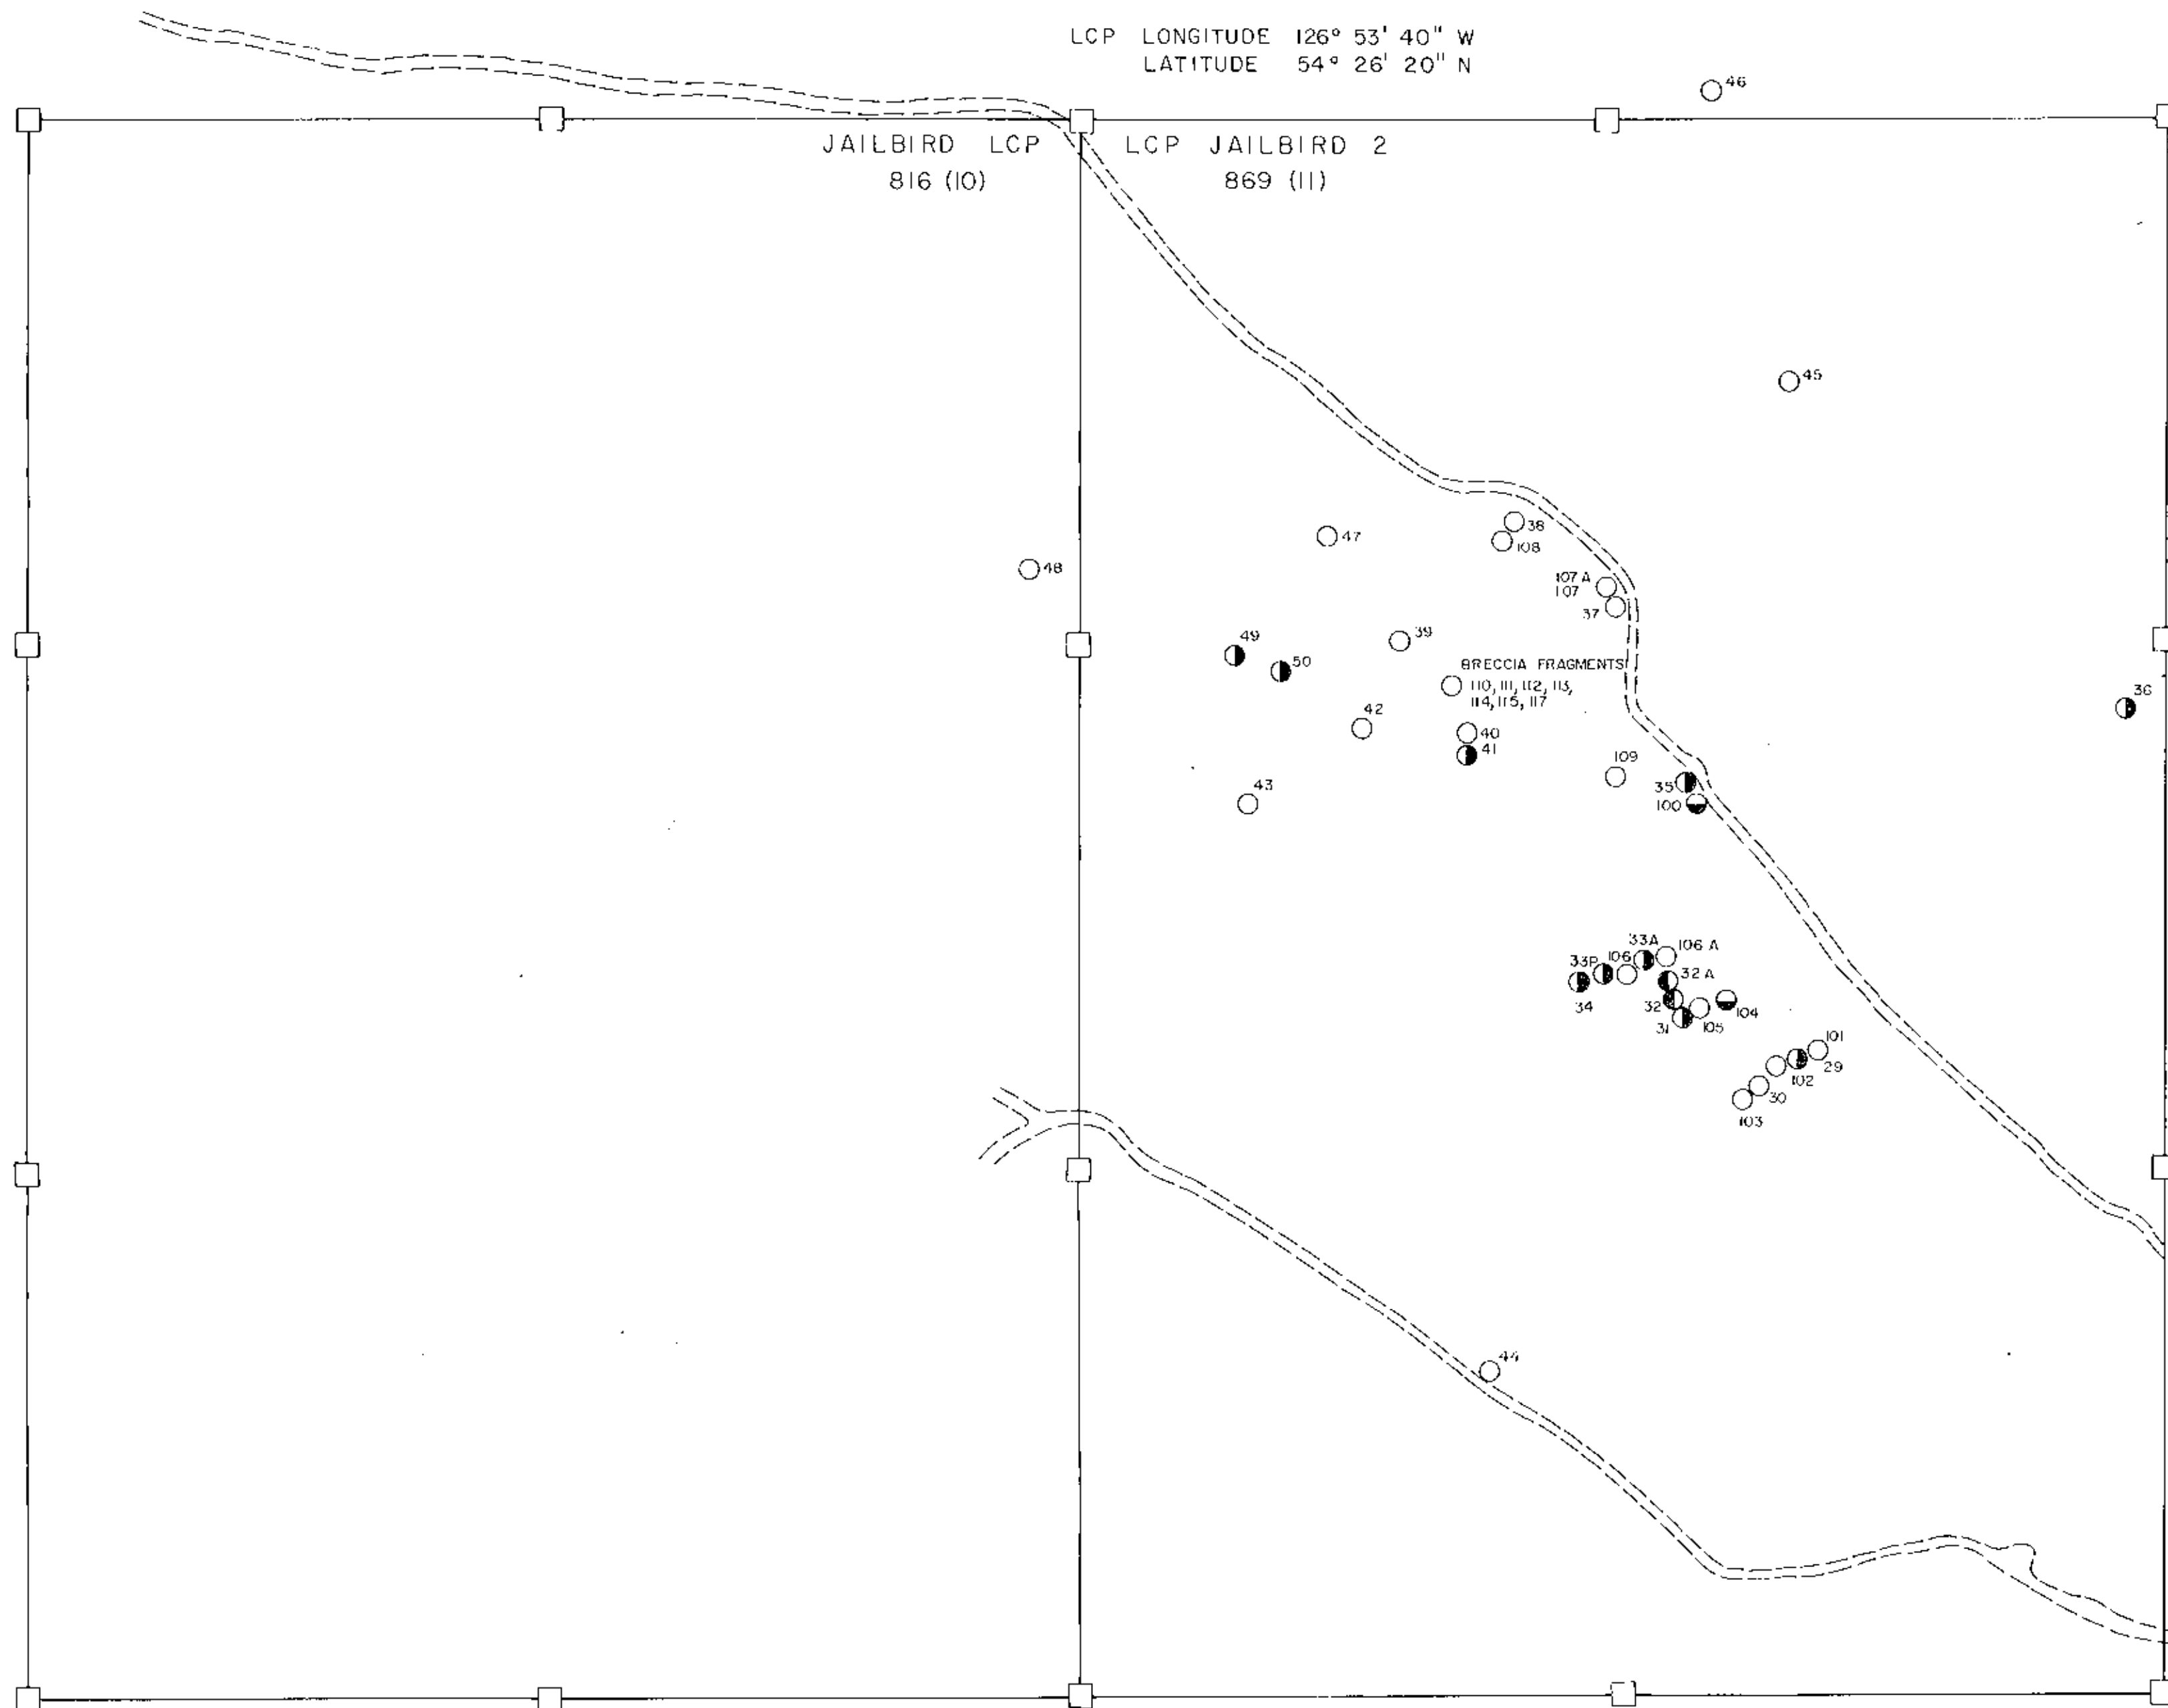 LCP LONGITUDE 126° 53' 40" W
LATITUDE 54° 26' 20" N
46
JAILBIRD LCP
816 (10)
LCP JAILBIRD 2
869 (11)
45
38
47
108
48
107 A
107
37
39
49
50
BRECCIA FRAGMENTS
110, 111, 112, 113,
114, 115, 117
36
42
40
41
109
35
43
100
33A
106 A
33P
106
32 A
34
32
104
31
105
101
29
102
30
103
44